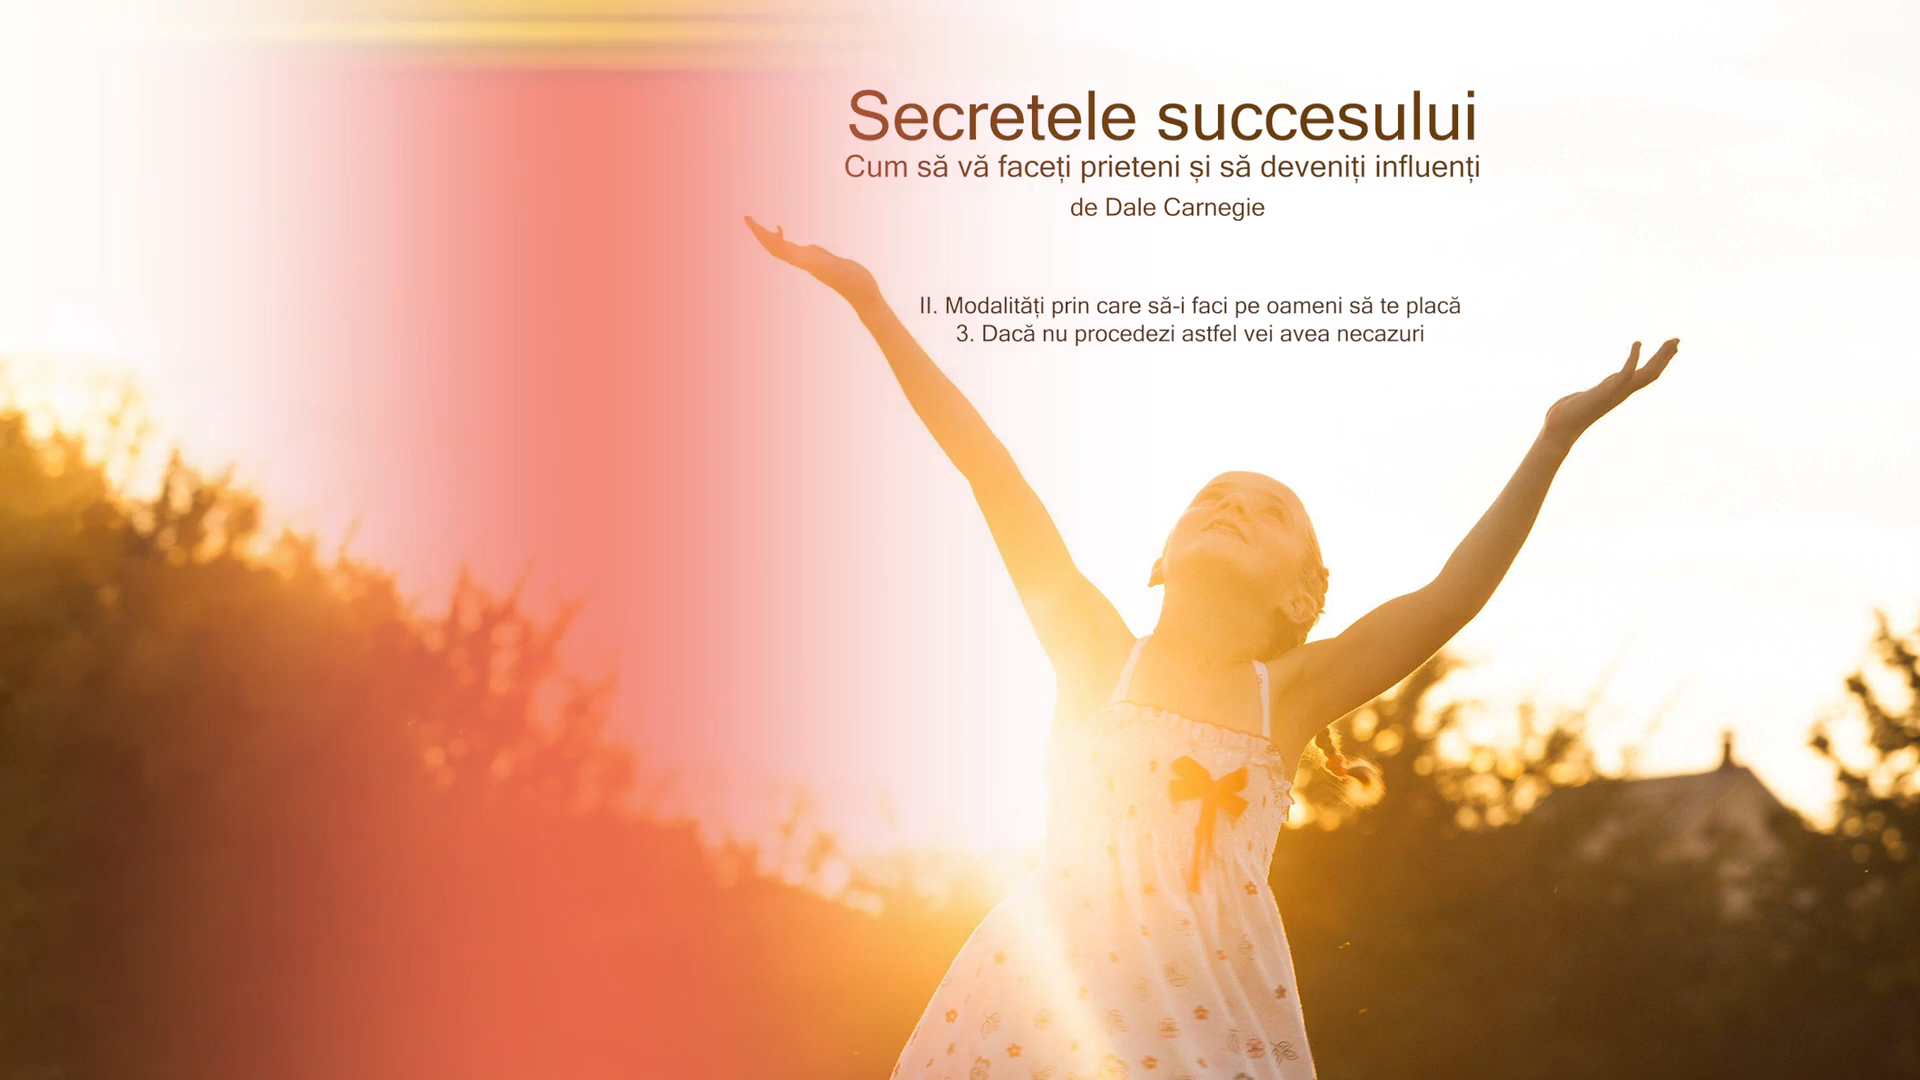 Secretele succesului
Cum să vă faceți prieteni și să deveniți influenți
de Dale Carnegie
II. Modalități prin care să-i faci pe oameni să te placă
3. Dacă nu procedezi astfel vei avea necazuri